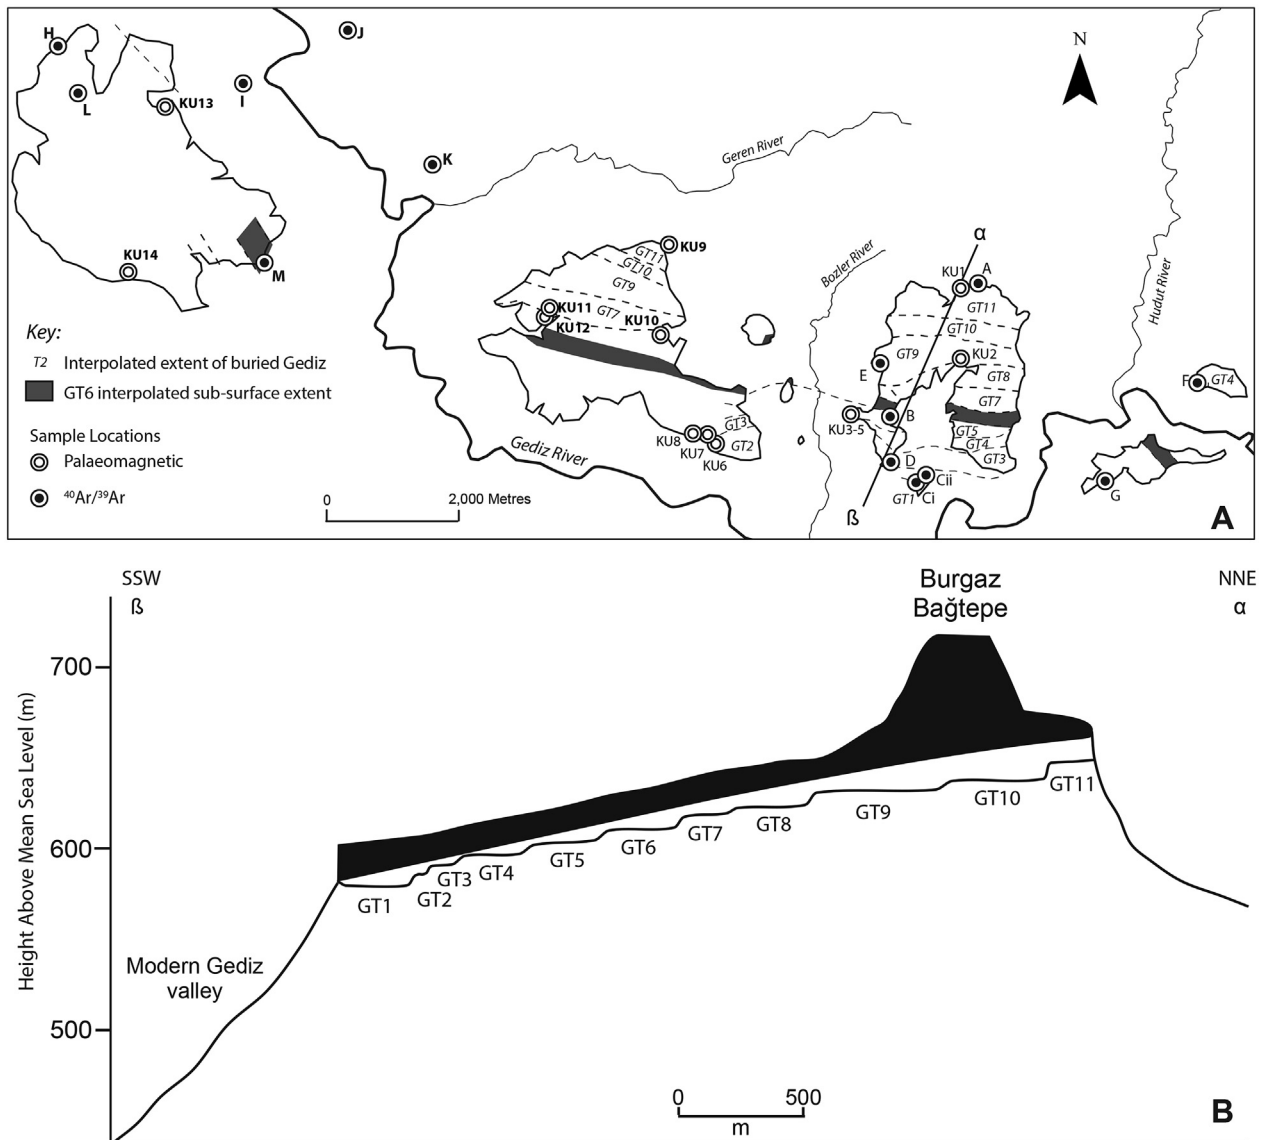 H
J
L
KU13
I
K
Geren River
N
KU14
M
Key:
T2 Interpolated extent of buried Gediz
GT6 interpolated sub-surface extent
Sample Locations
Palaeomagnetic
⁴⁰Ar/³⁹Ar
KU9
GT11
GT10
GT9
GT7
KU11
KU12
KU10
KU8
KU7
KU6
GT3
GT2
Gediz River
0 2,000 Metres
Bozler River
α
KU1
A
GT11
GT10
GT9
E
KU2
GT8
GT7
KU3-5
B
GT5
GT4
GT3
D
Cii
GT1
Ci
ß
Hudut River
F
GT4
G
A
SSW
ß
Burgaz
Bağtepe
NNE
α
Height Above Mean Sea Level (m)
700
600
500
GT1
GT2
GT3
GT4
GT5
GT6
GT7
GT8
GT9
GT10
GT11
Modern Gediz
valley
0 500
m
B